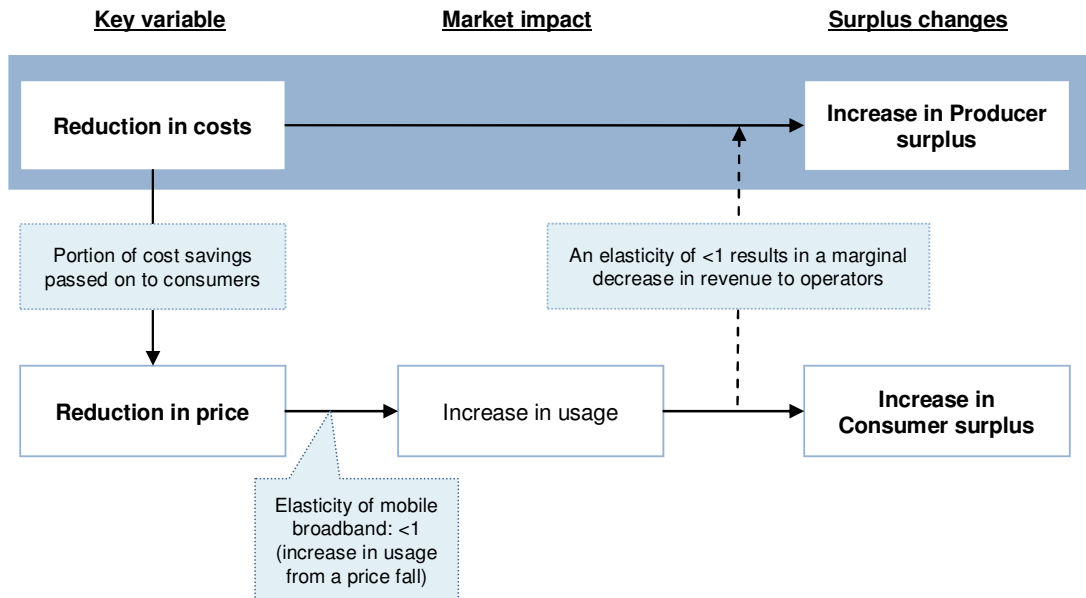 Key variable
Market impact
Surplus changes
Reduction in costs
Increase in Producer
surplus
Portion of cost savings
passed on to consumers
An elasticity of <1 results in a marginal
decrease in revenue to operators
Reduction in price
Increase in usage
Increase in
Consumer surplus
Elasticity of mobile
broadband: <1
(increase in usage
from a price fall)